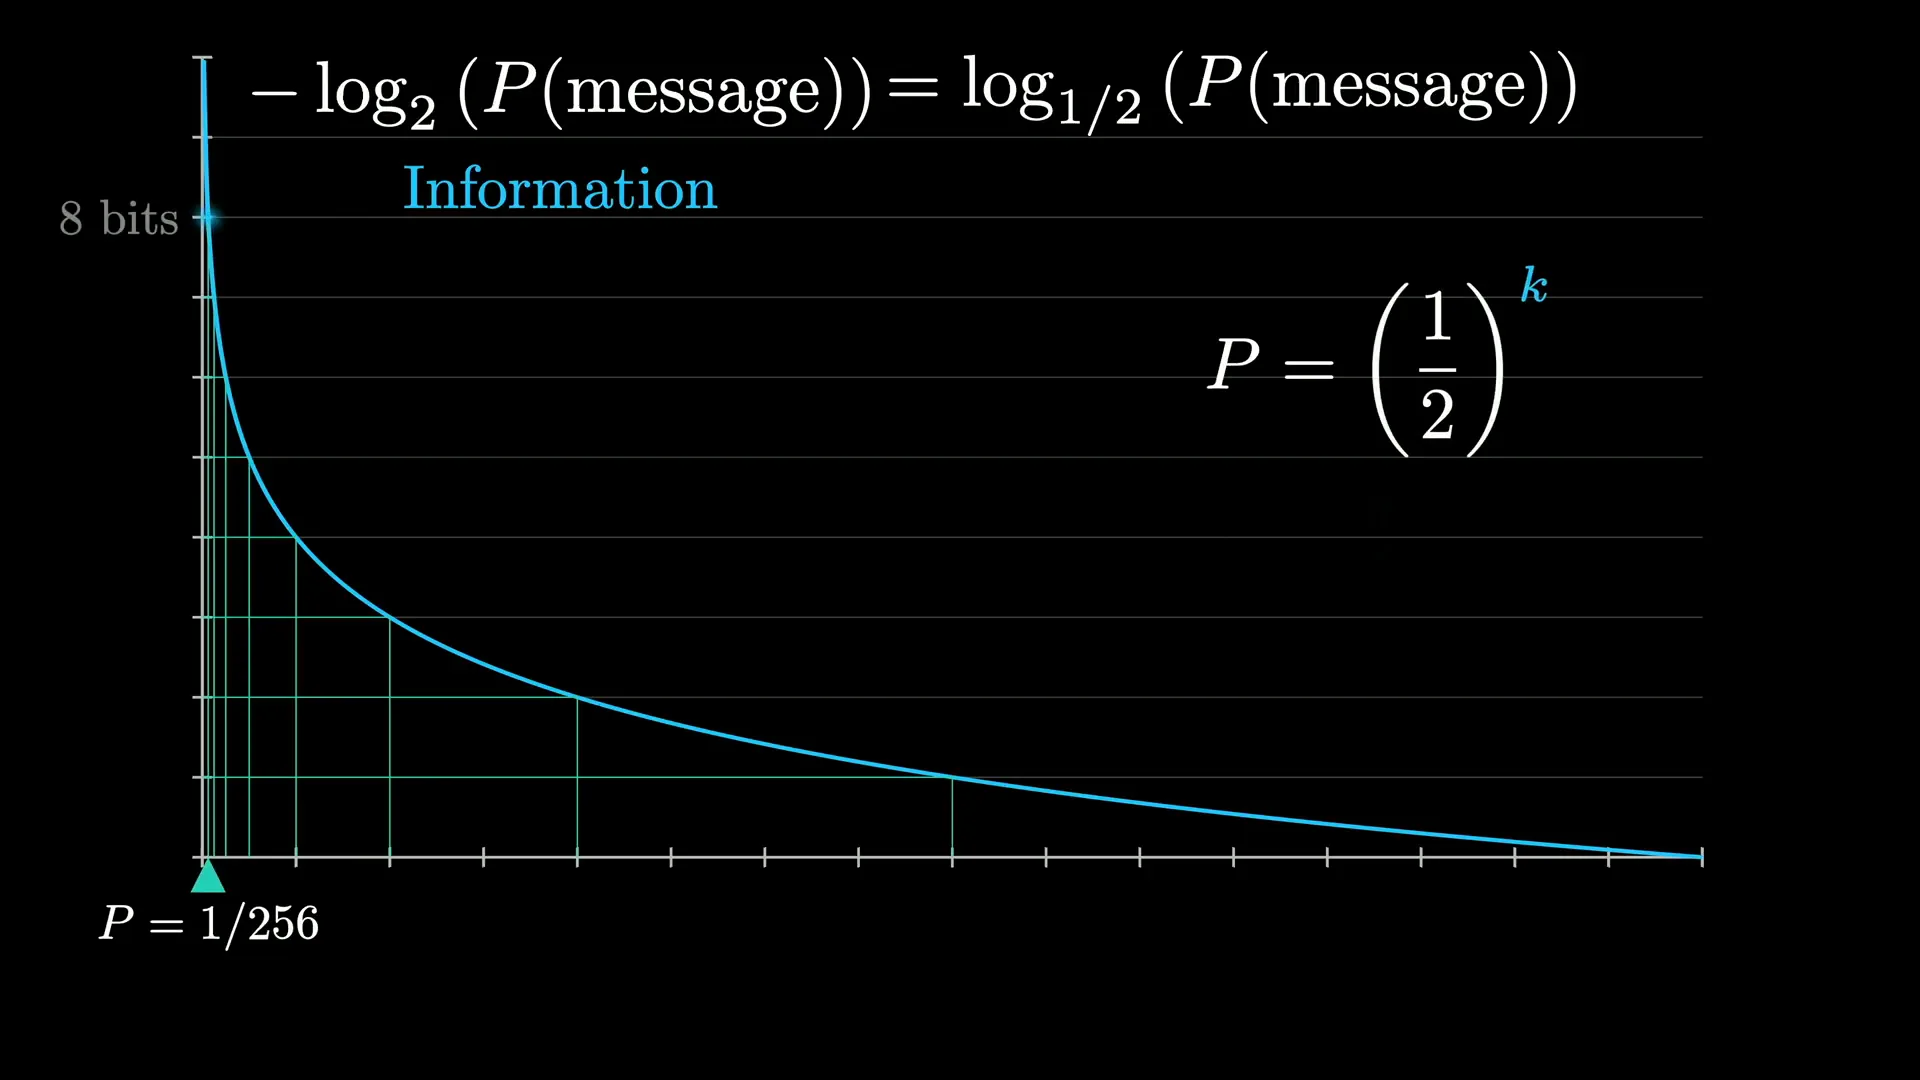 − log₂ (P(message)) = log₁/₂ (P(message))
Information
8 bits
P = (1/2)ᵏ
P = 1/256